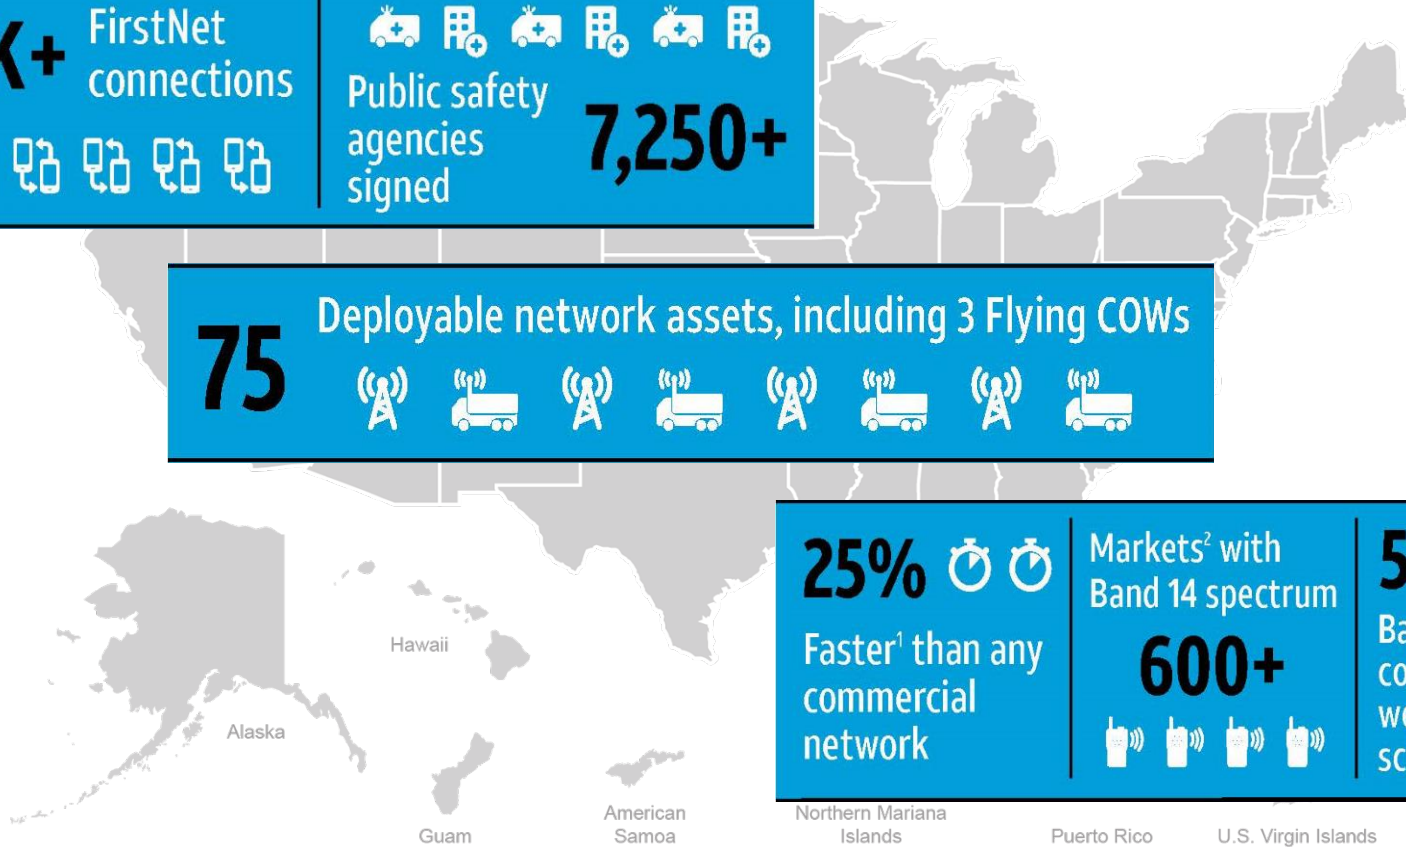 K+
FirstNet
connections
Public safety
agencies
signed
7,250+
75
Deployable network assets, including 3 Flying COWs
25%
Faster¹ than any
commercial
network
Markets² with
Band 14 spectrum
600+
5
Hawaii
Alaska
Guam
American
Samoa
Northern Mariana
Islands
Puerto Rico
U.S. Virgin Islands